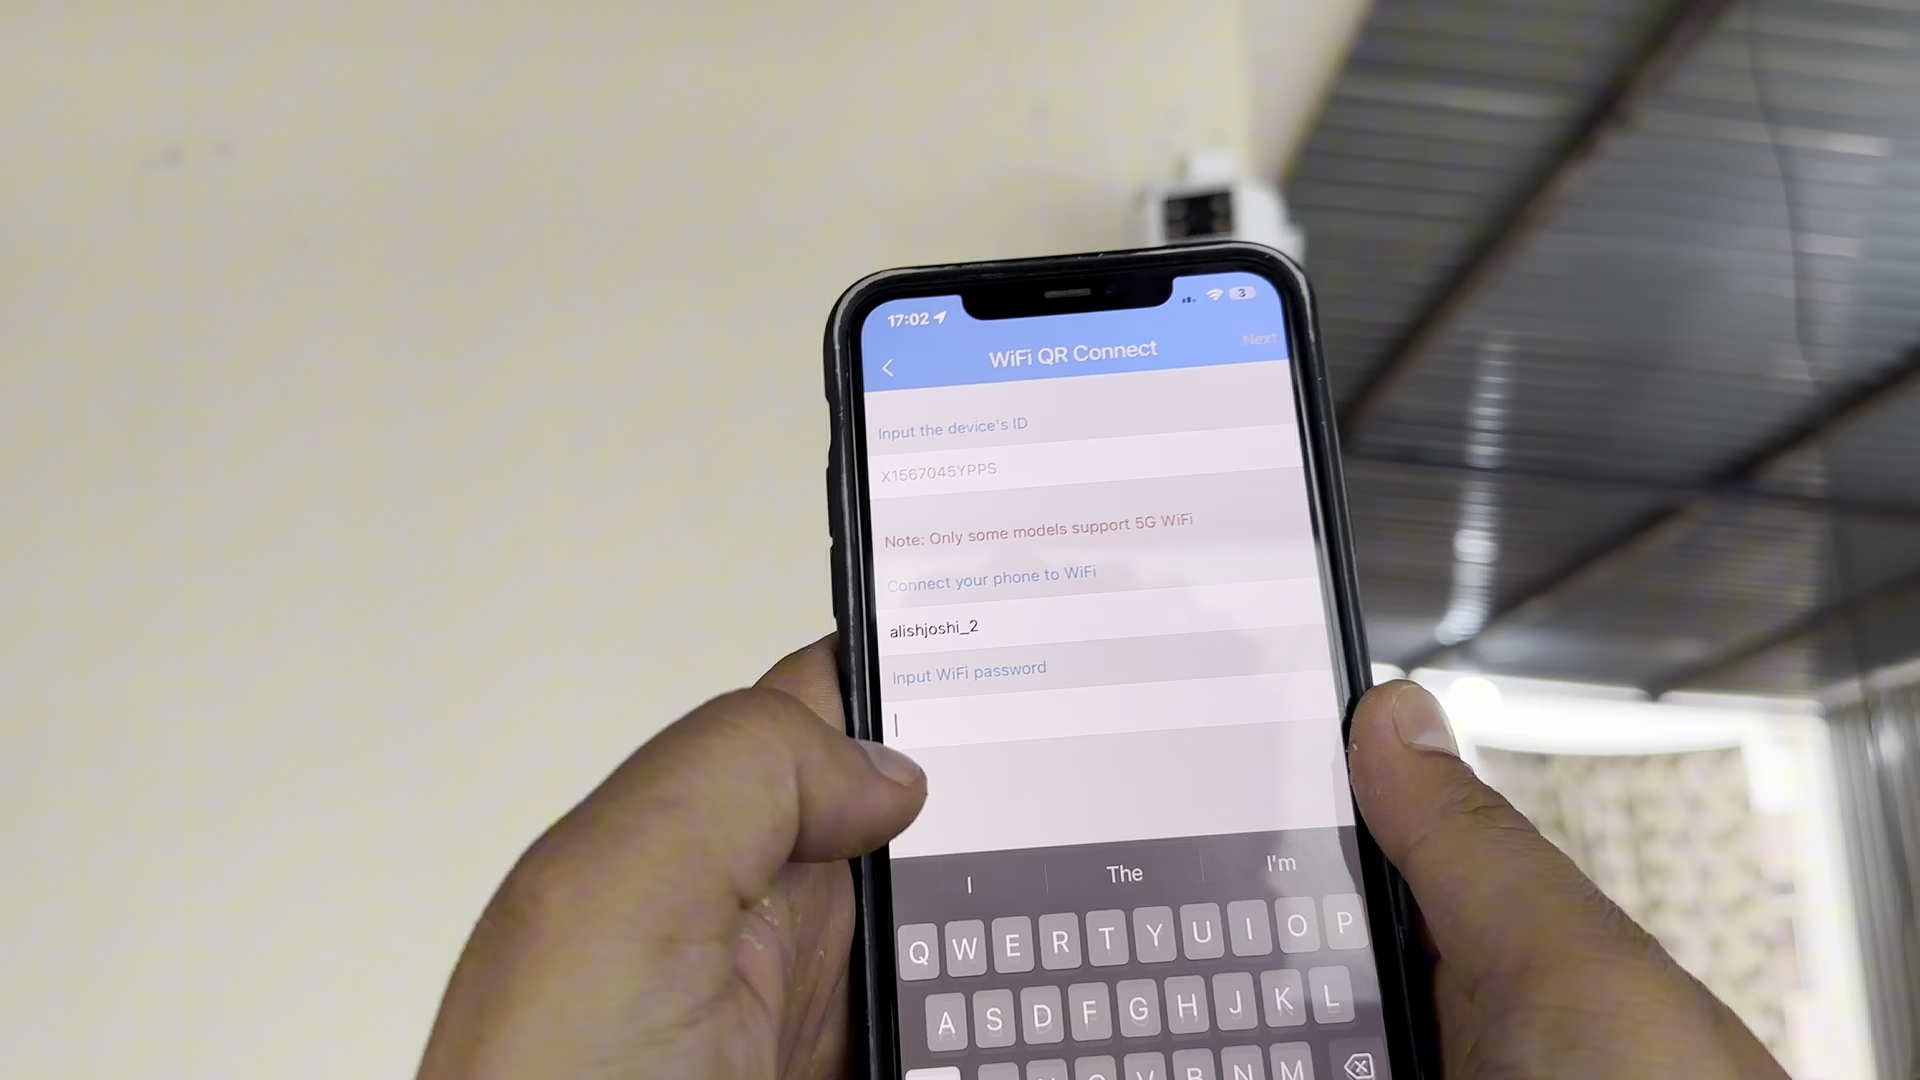 17:02
3
WiFi QR Connect
Next
Input the device's ID
X1567045YPPS
Note: Only some models support 5G WiFi
Connect your phone to WiFi
alishjoshi_2
Input WiFi password
I The I'm
Q W E R T Y U I O P
A S D F G H J K L
V B N M